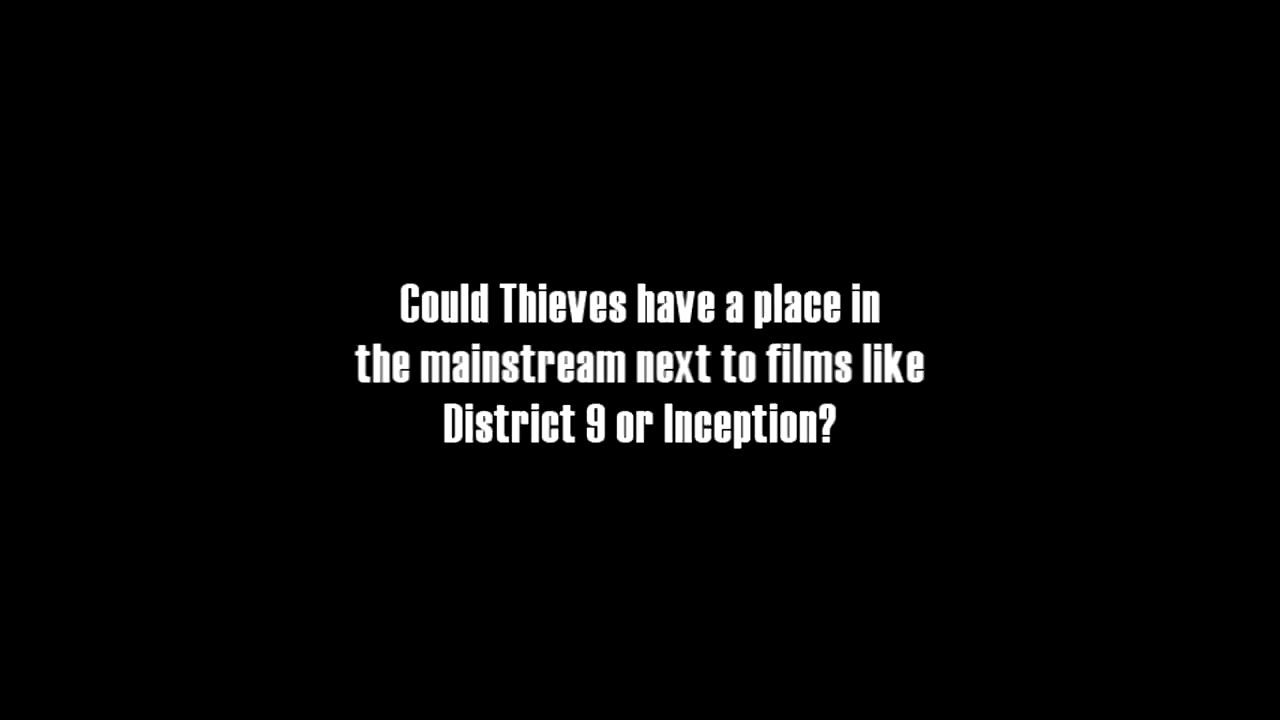 Could Thieves have a place in
the mainstream next to films like
District 9 or Inception?